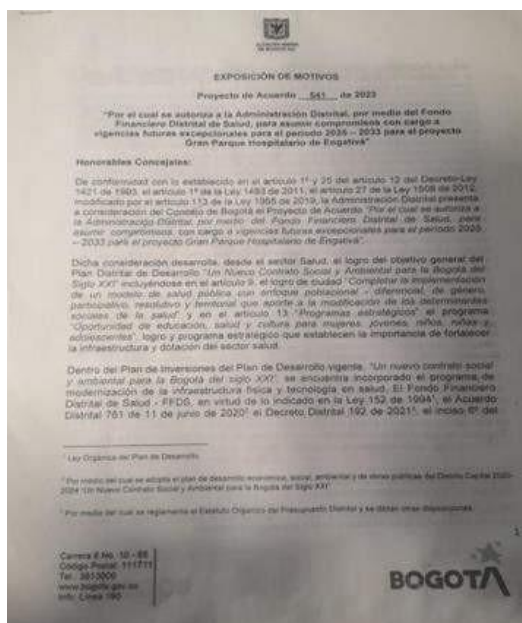 ALCALDÍA MAYOR
DE BOGOTÁ D.C.
EXPOSICIÓN DE MOTIVOS
Proyecto de Acuerdo 541 de 2023
"Por el cual se autoriza a la Administración Distrital, por medio del Fondo
Financiero Distrital de Salud, para asumir compromisos con cargo a
vigencias futuras excepcionales para el período 2025 – 2033 para el proyecto
Gran Parque Hospitalario de Engativá"
Honorables Concejales:
De conformidad con lo establecido en el artículo 1º y 25 del artículo 12 del Decreto-Ley
1421 de 1993, el artículo 1º de la Ley 1483 de 2011, el artículo 27 de la Ley 1508 de 2012,
modificado por el artículo 113 de la Ley 1955 de 2019, la Administración Distrital presenta
a consideración del Concejo de Bogotá el Proyecto de Acuerdo "Por el cual se autoriza a
la Administración Distrital, por medio del Fondo Financiero Distrital de Salud, para
asumir compromisos, con cargo a vigencias futuras excepcionales para el período 2025
– 2033 para el proyecto Gran Parque Hospitalario de Engativá".
Dicha consideración desarrolla, desde el sector Salud, el logro del objetivo general del
Plan Distrital de Desarrollo "Un Nuevo Contrato Social y Ambiental para la Bogotá del
Siglo XXI" incluyéndose en el artículo 9, el logro de ciudad "Completar la implementación
de un modelo de salud pública con enfoque poblacional - diferencial, de género,
participativo, resolutivo y territorial que aporte a la modificación de los determinantes
sociales de la salud" y en el artículo 13 "Programas estratégicos" el programa
"Oportunidad de educación, salud y cultura para mujeres, jóvenes, niños, niñas y
adolescentes", logro y programa estratégico que establecen la importancia de fortalecer
la infraestructura y dotación del sector salud.
Dentro del Plan de Inversiones del Plan de Desarrollo vigente, "Un nuevo contrato social
y ambiental para la Bogotá del siglo XXI", se encuentra incorporado el programa de
modernización de la infraestructura física y tecnología en salud. El Fondo Financiero
Distrital de Salud - FFDS, en virtud de lo indicado en la Ley 152 de 1994¹, el Acuerdo
Distrital 761 de 11 de junio de 2020² el Decreto Distrital 192 de 2021³, el inciso 6º del
¹ Ley Orgánica del Plan de Desarrollo
² Por medio del cual se adopta el plan de desarrollo económico, social, ambiental y de obras públicas del Distrito Capital 2020-
2024 "Un Nuevo Contrato Social y Ambiental para la Bogotá del Siglo XXI"
³ Por medio del cual se reglamenta el Estatuto Orgánico del Presupuesto Distrital y se dictan otras disposiciones.
1
Carrera 8 No. 10 - 65
Código Postal: 111711
Tel.: 3813000
www.bogota.gov.co
Info: Línea 195
BOGOTÁ